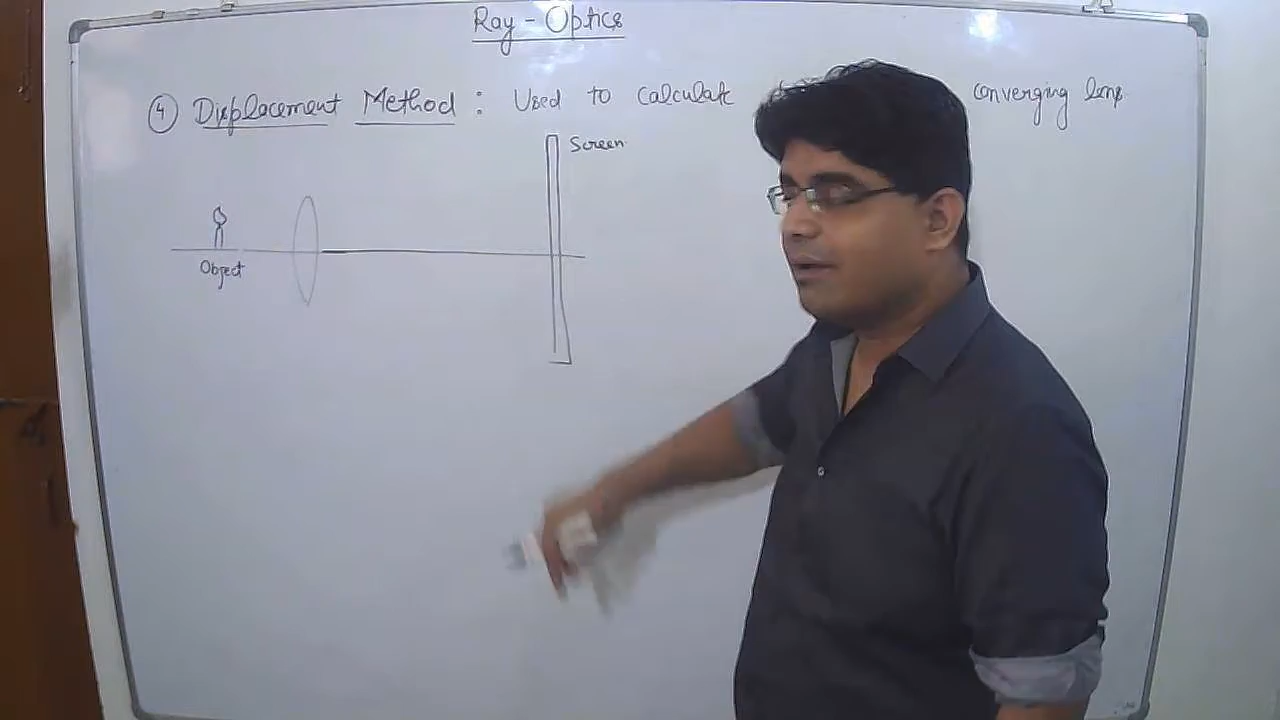 Ray - Optics
4 Displacement Method : Used to calculate converging lens
Screen
Object